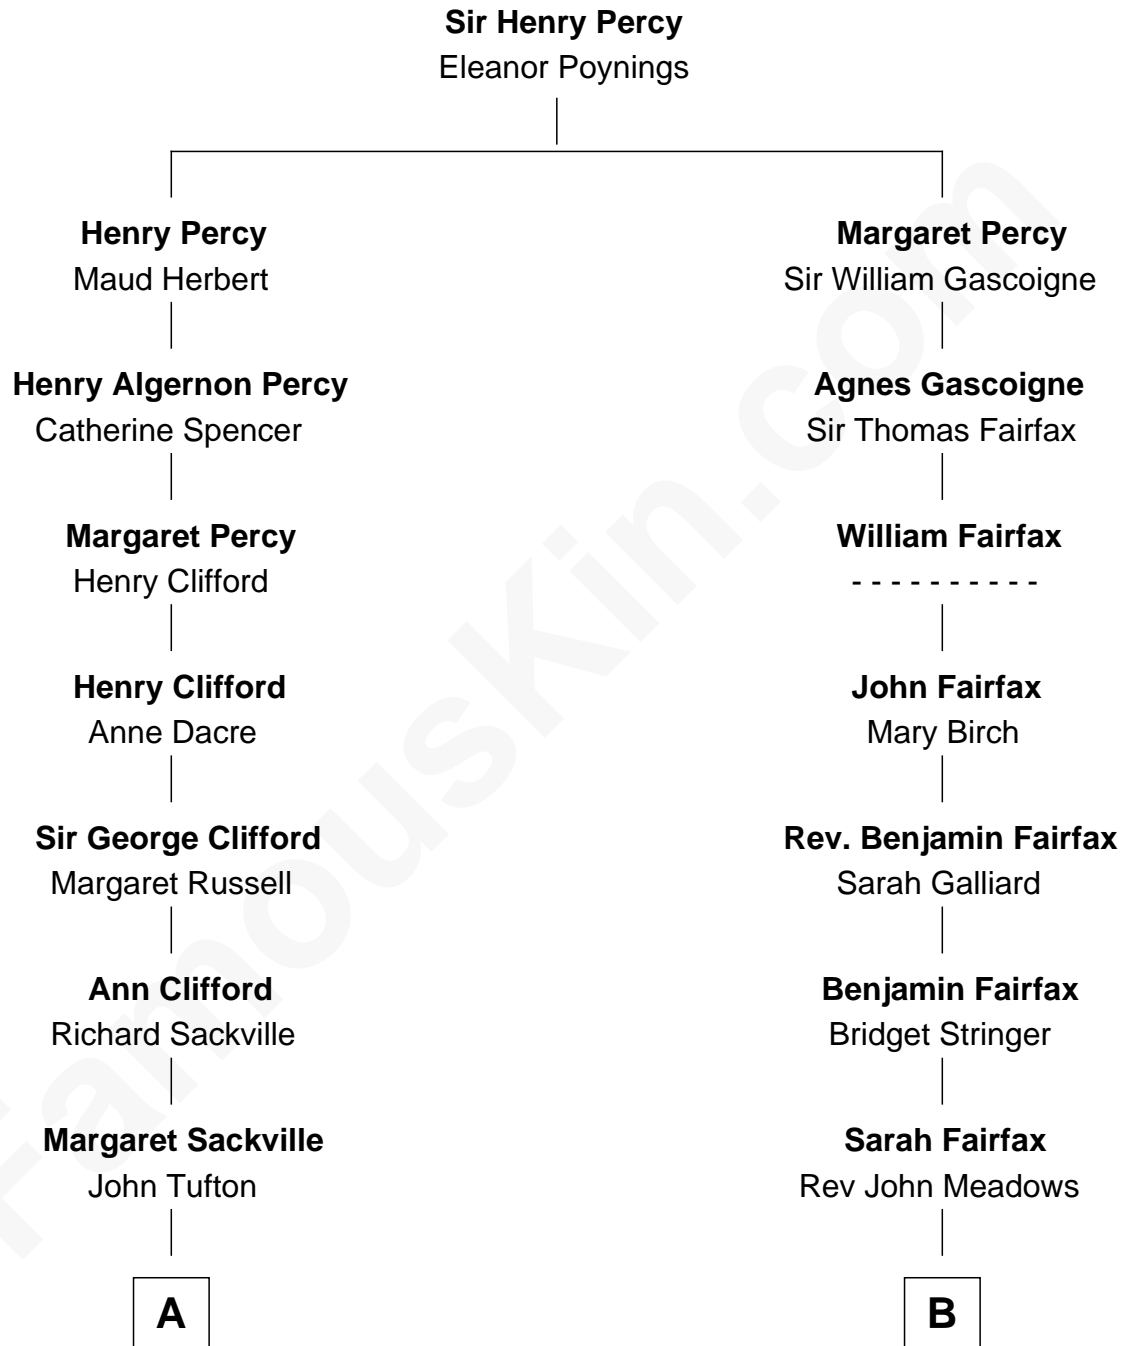 Sir Henry Percy
Eleanor Poynings
Henry Percy
Maud Herbert
Margaret Percy
Sir William Gascoigne
Henry Algernon Percy
Catherine Spencer
Agnes Gascoigne
Sir Thomas Fairfax
Margaret Percy
Henry Clifford
William Fairfax
- - - - - - - - - -
Henry Clifford
Anne Dacre
John Fairfax
Mary Birch
Sir George Clifford
Margaret Russell
Rev. Benjamin Fairfax
Sarah Galliard
Ann Clifford
Richard Sackville
Benjamin Fairfax
Bridget Stringer
Margaret Sackville
John Tufton
Sarah Fairfax
Rev John Meadows
A
B
FamousKin.com